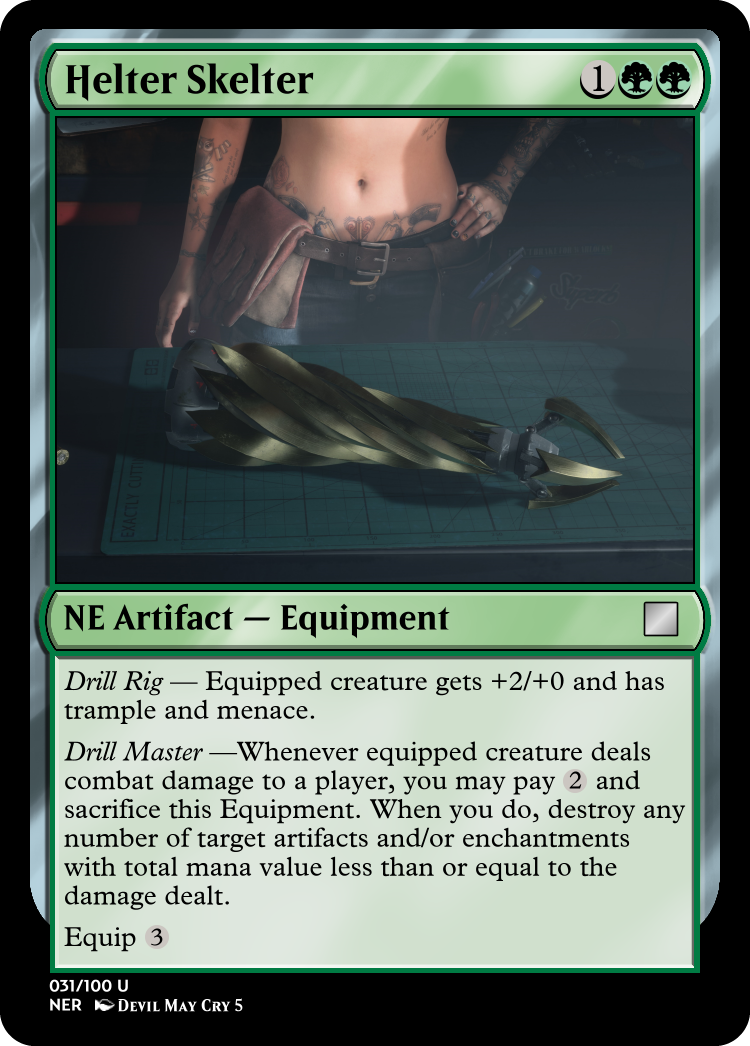 Helter Skelter 1
EXACTLY CUT
NE Artifact — Equipment
Drill Rig — Equipped creature gets +2/+0 and has
trample and menace.
Drill Master —Whenever equipped creature deals
combat damage to a player, you may pay 2 and
sacrifice this Equipment. When you do, destroy any
number of target artifacts and/or enchantments
with total mana value less than or equal to the
damage dealt.
Equip 3
031/100 U
NER DEVIL MAY CRY 5